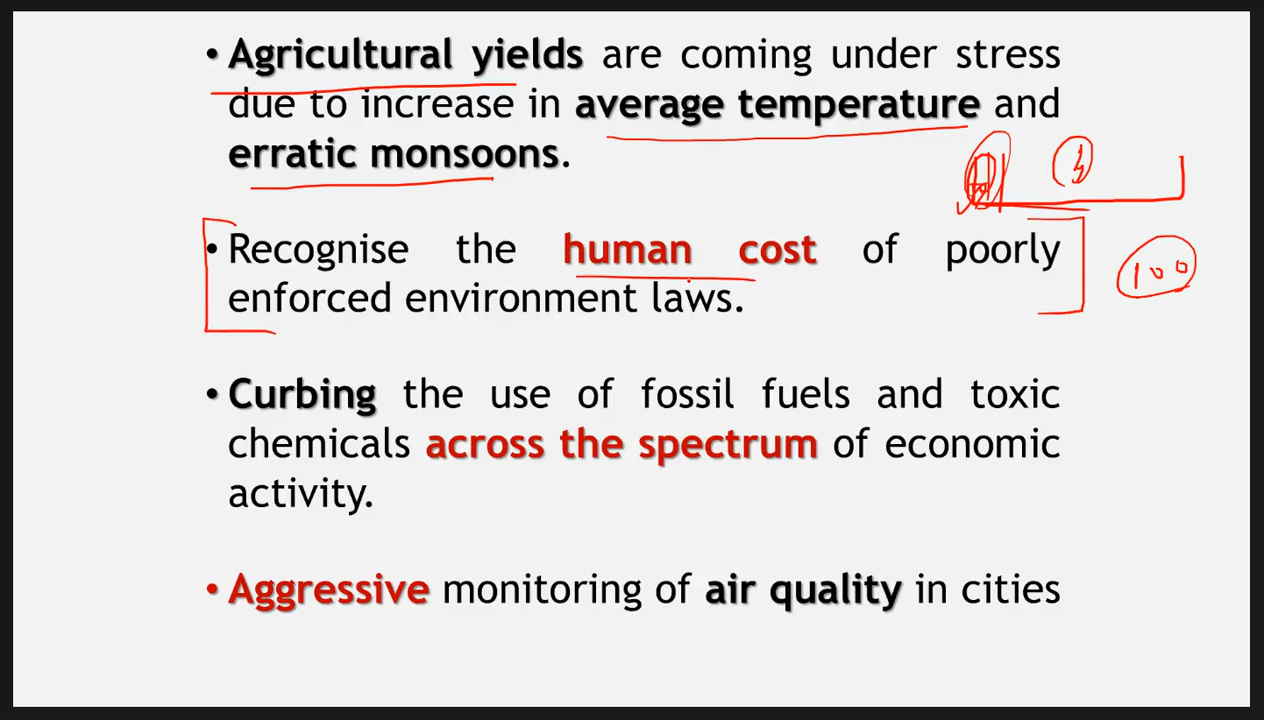 • Agricultural yields are coming under stress
due to increase in average temperature and
erratic monsoons.
• Recognise the human cost of poorly
enforced environment laws.
100
• Curbing the use of fossil fuels and toxic
chemicals across the spectrum of economic
activity.
• Aggressive monitoring of air quality in cities